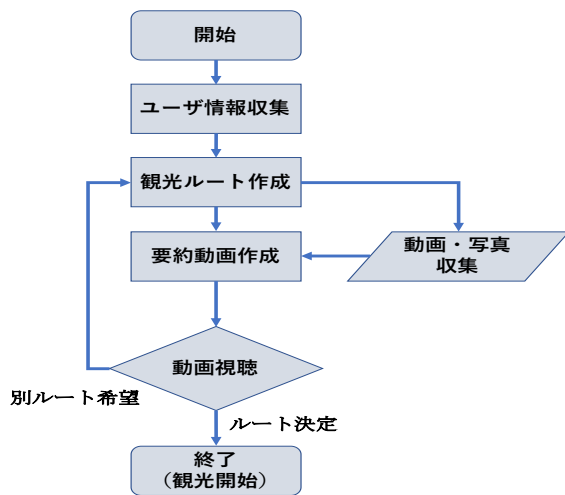 開始
ユーザ情報収集
観光ルート作成
要約動画作成
動画・写真
収集
動画視聴
別ルート希望
ルート決定
終了
（観光開始）